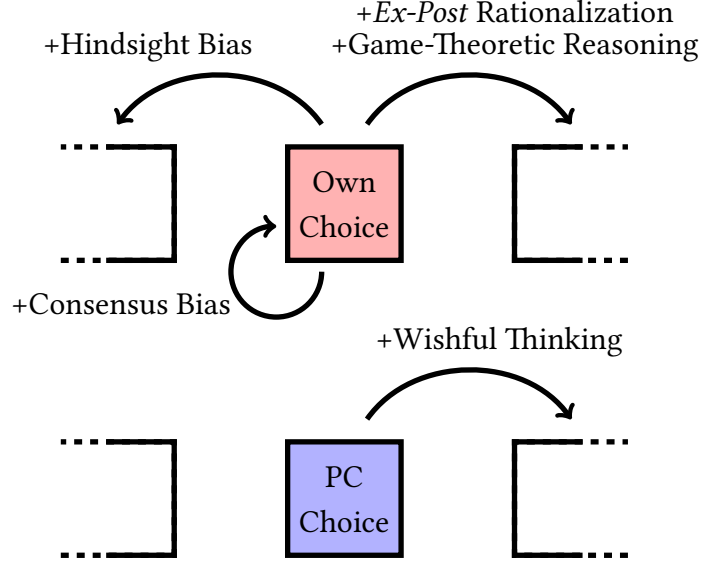 +Ex-Post Rationalization
+Hindsight Bias
+Game-Theoretic Reasoning
Own
Choice
+Consensus Bias
+Wishful Thinking
PC
Choice